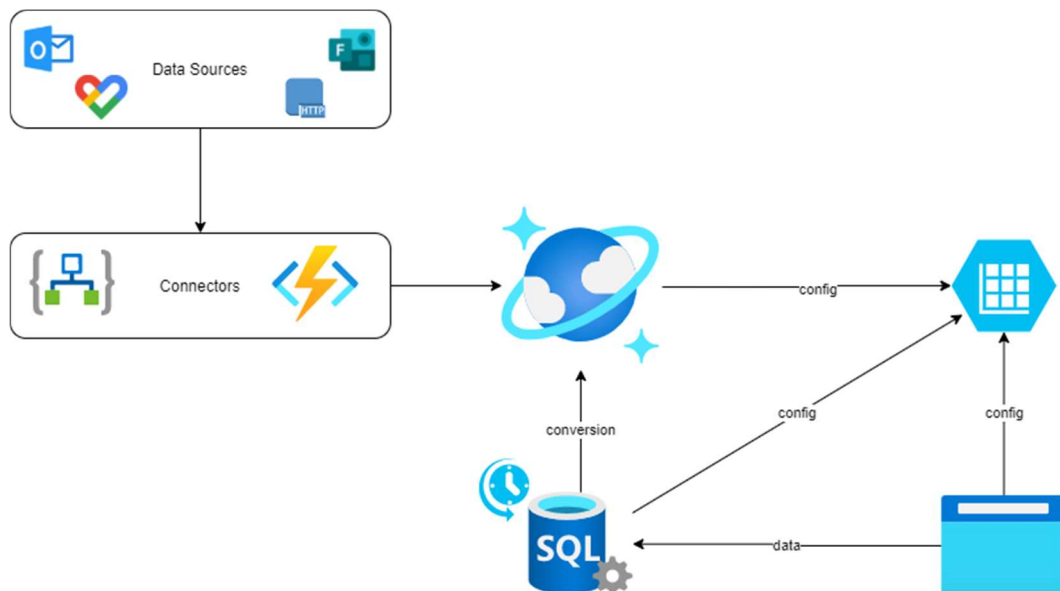 O
F
Data Sources
HTTP
Connectors
config
config
config
conversion
SQL
data